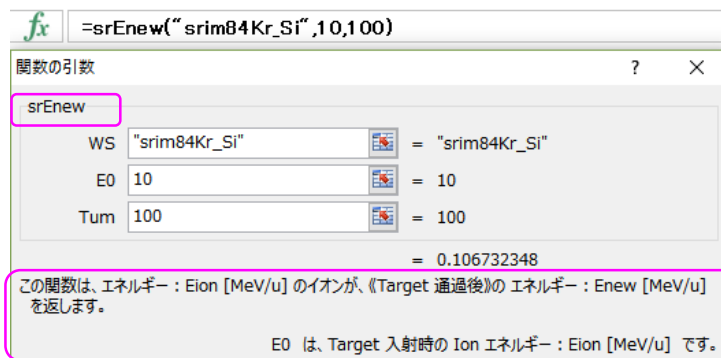 fx =srEnew("srim84Kr_Si",10,100)
関数の引数 ? ×
srEnew
WS "srim84Kr_Si" = "srim84Kr_Si"
E0 10 = 10
Tum 100 = 100
= 0.106732348
この関数は、エネルギー：Eion [MeV/u] のイオンが、《Target 通過後》の エネルギー：Enew [MeV/u]
を返します。
E0 は、Target 入射時の Ion エネルギー：Eion [MeV/u] です。